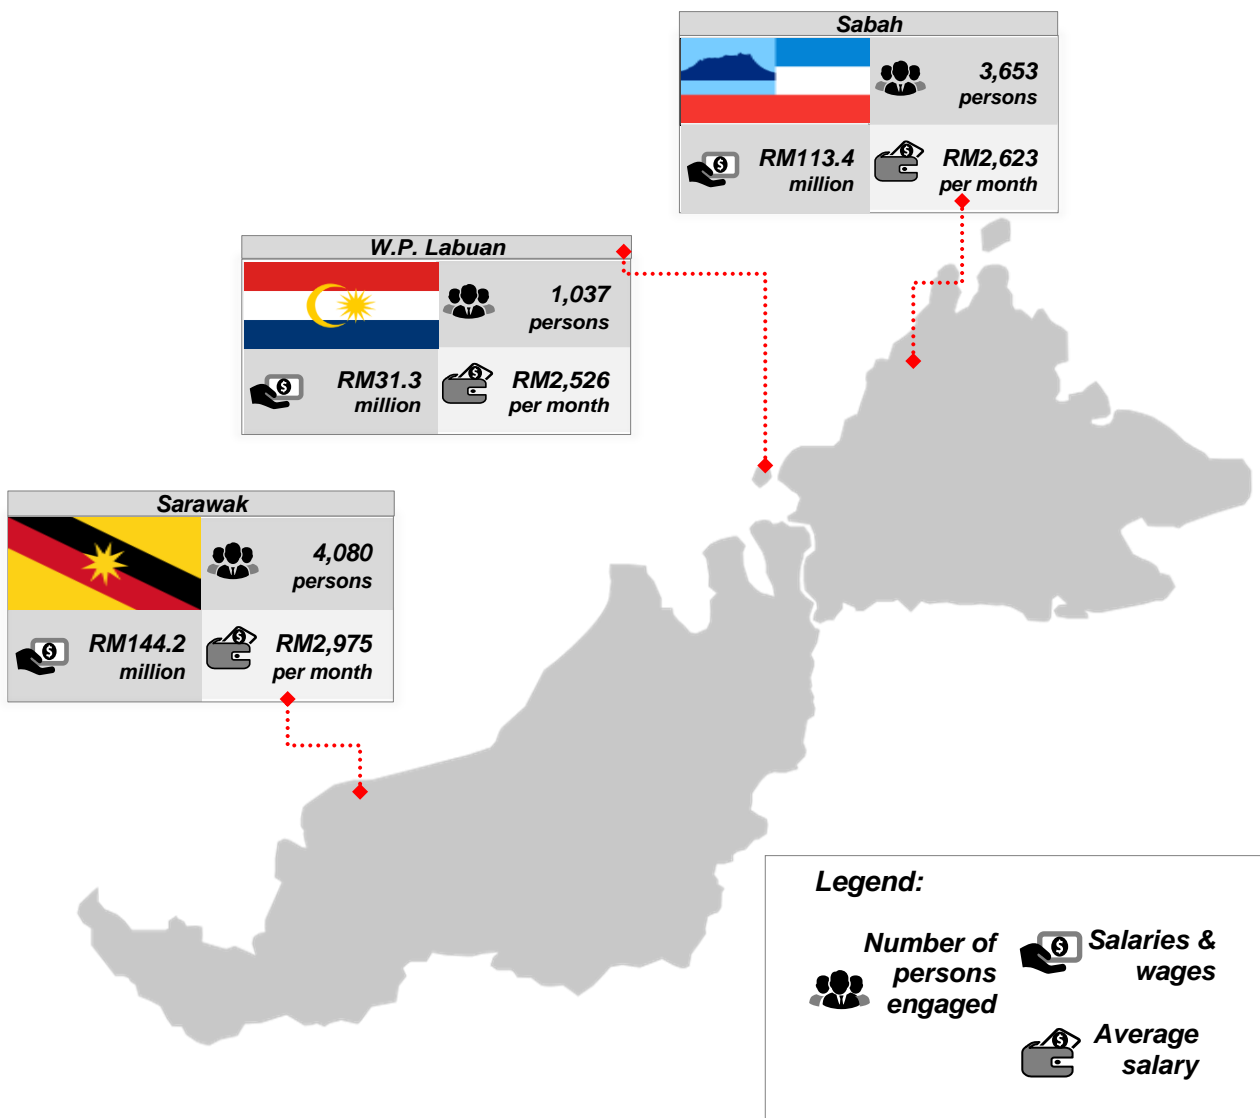 Sabah
3,653
persons
RM113.4
million
RM2,623
per month
W.P. Labuan
1,037
persons
RM31.3
million
RM2,526
per month
Sarawak
4,080
persons
RM144.2
million
RM2,975
per month
Legend:
Number of
persons
engaged
Salaries &
wages
Average
salary